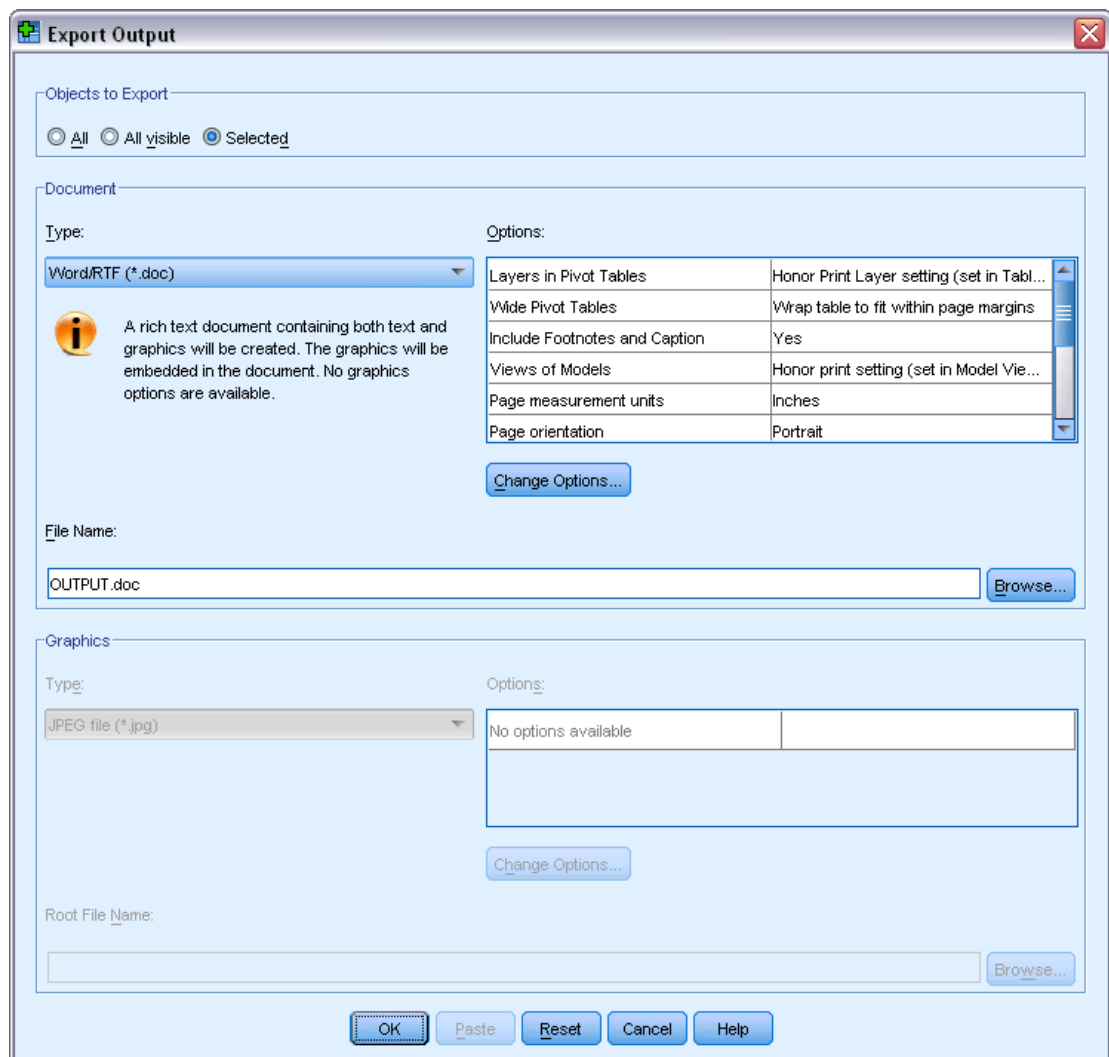 Export Output
Objects to Export
All All visible Selected
Document
Type:
Options:
Word/RTF (*.doc)
Layers in Pivot Tables Honor Print Layer setting (set in Tabl...
Wide Pivot Tables Wrap table to fit within page margins
Include Footnotes and Caption Yes
Views of Models Honor print setting (set in Model Vie...
Page measurement units Inches
Page orientation Portrait
A rich text document containing both text and
graphics will be created. The graphics will be
embedded in the document. No graphics
options are available.
Change Options...
File Name:
OUTPUT.doc
Browse...
Graphics
Type:
Options:
JPEG file (*.jpg)
No options available
Change Options...
Root File Name:
Browse...
OK Paste Reset Cancel Help